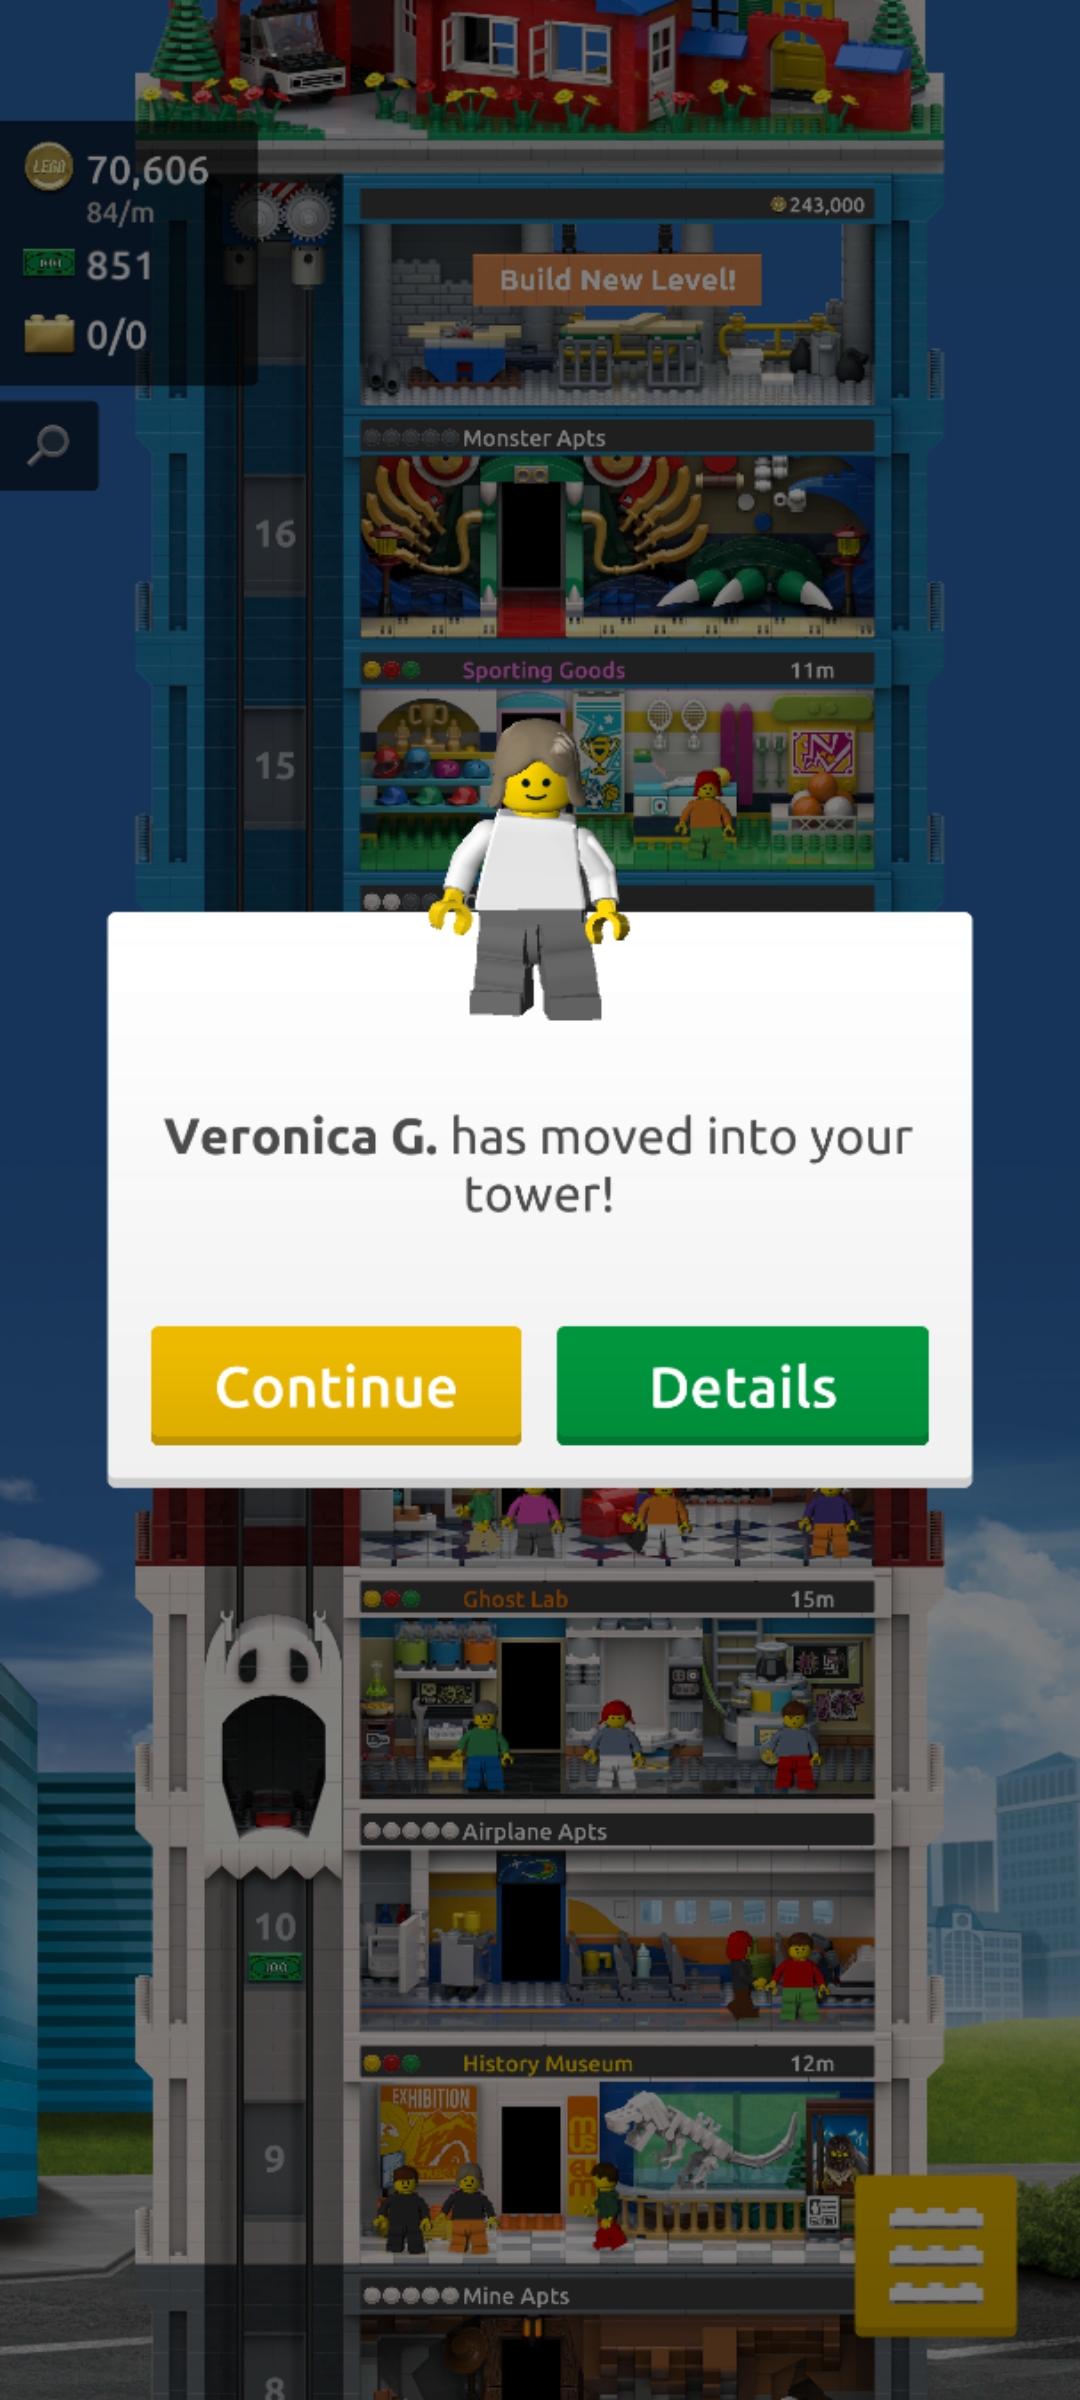 LEGO 70,606
84/m
851
0/0
243,000
Build New Level!
Monster Apts
16
Sporting Goods 11m
15
Veronica G. has moved into your
tower!
Continue Details
Ghost Lab 15m
Airplane Apts
10
History Museum 12m
EXHIBITION
9
Mine Apts
8